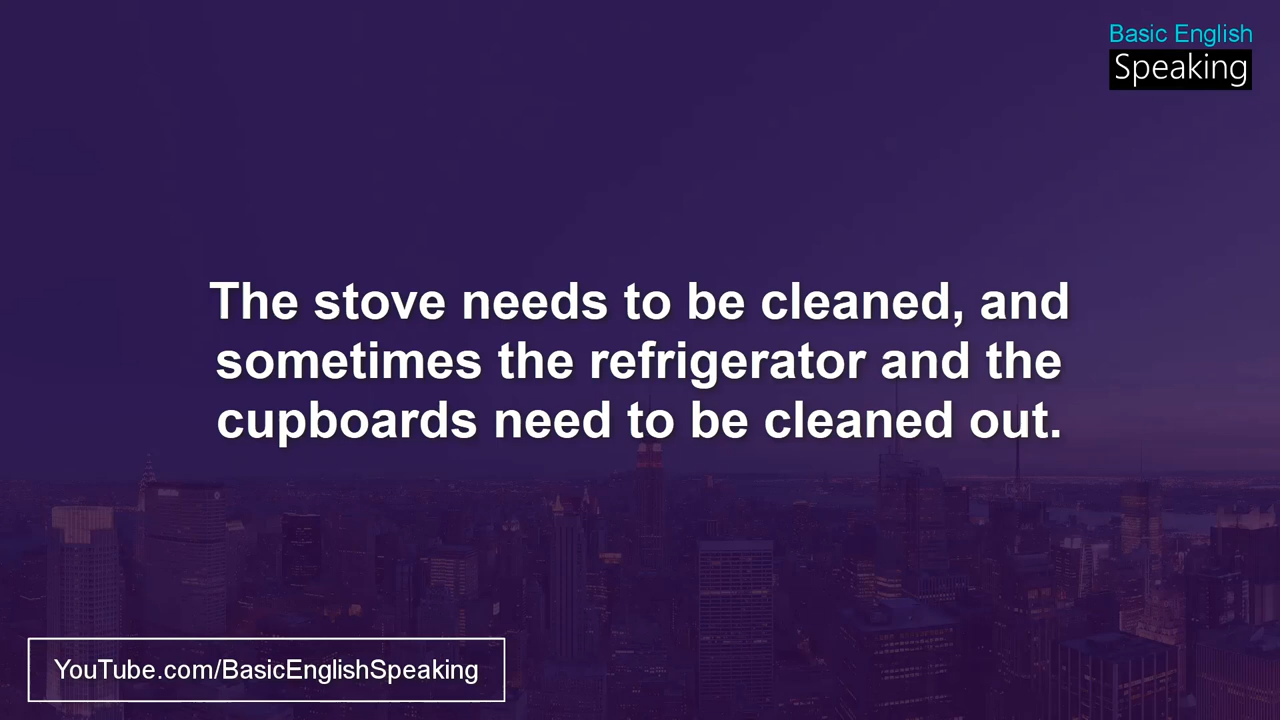 Basic English
Speaking
The stove needs to be cleaned, and
sometimes the refrigerator and the
cupboards need to be cleaned out.
YouTube.com/BasicEnglishSpeaking